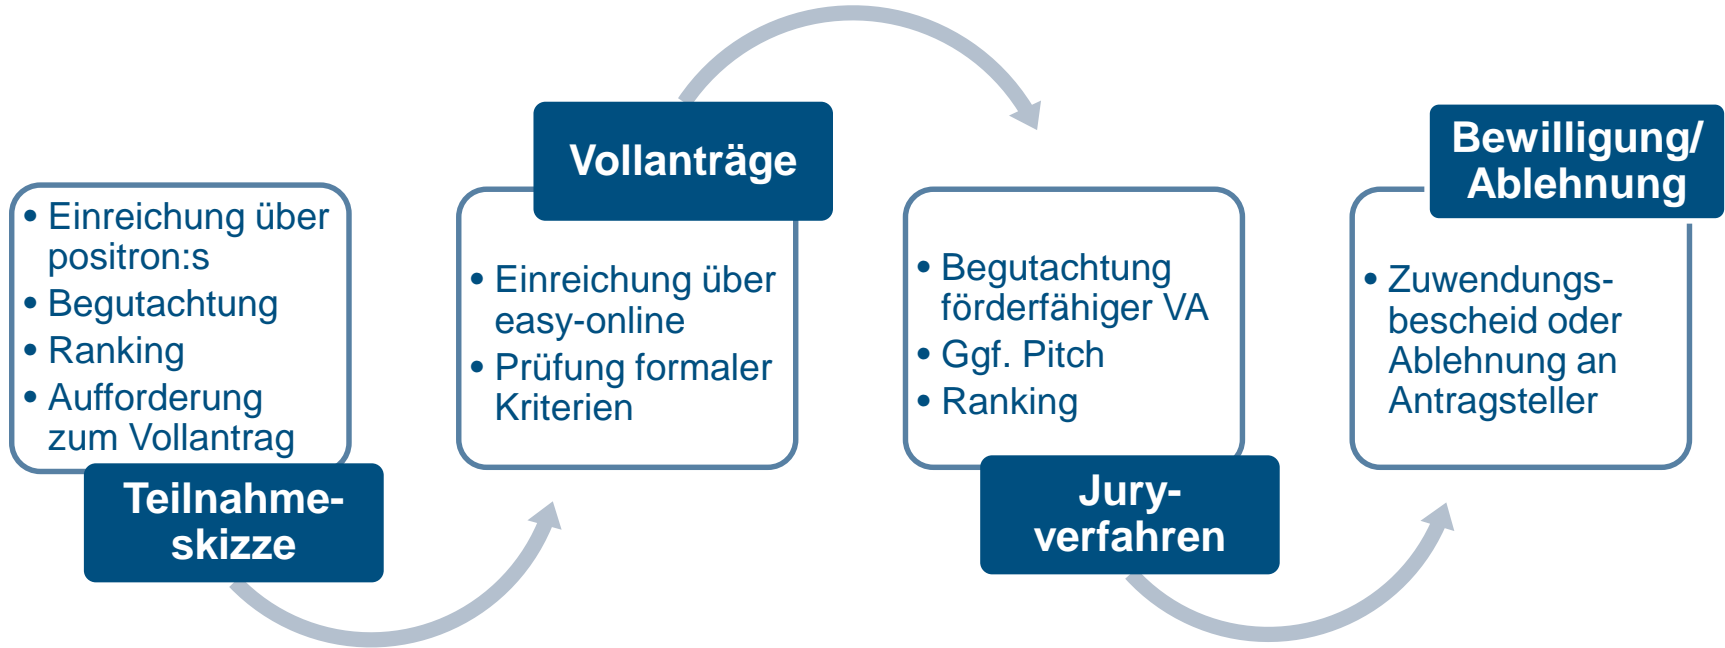 • Einreichung über
positron:s
• Begutachtung
• Ranking
• Aufforderung
zum Vollantrag
Teilnahme-
skizze
Vollanträge
• Einreichung über
easy-online
• Prüfung formaler
Kriterien
• Begutachtung
förderfähiger VA
• Ggf. Pitch
• Ranking
Jury-
verfahren
Bewilligung/
Ablehnung
• Zuwendungs-
bescheid oder
Ablehnung an
Antragsteller